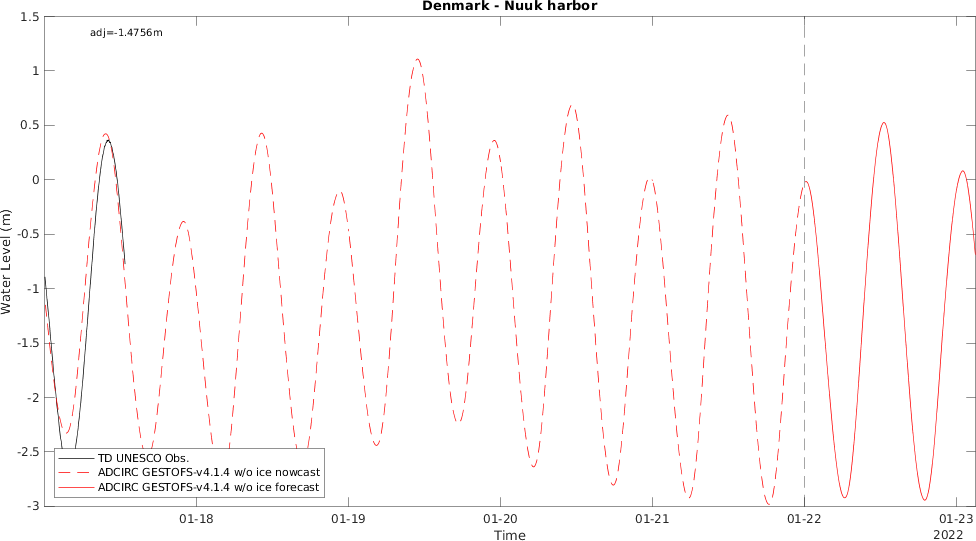 Denmark - Nuuk harbor
adj=-1.4756m
1.5
1
0.5
0
-0.5
-1
-1.5
-2
-2.5
-3
Water Level (m)
TD UNESCO Obs.
ADCIRC GESTOFS-v4.1.4 w/o ice nowcast
ADCIRC GESTOFS-v4.1.4 w/o ice forecast
01-18 01-19 01-20 01-21 01-22 01-23
Time
2022